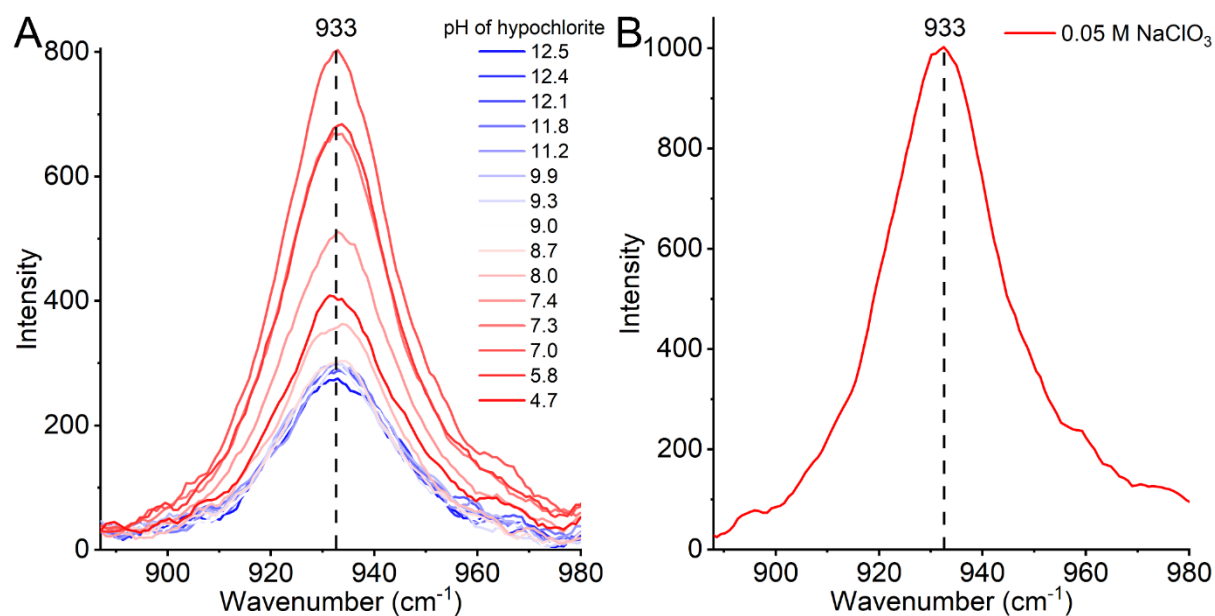 A
933
pH of hypochlorite
12.5
12.4
12.1
11.8
11.2
9.9
9.3
9.0
8.7
8.0
7.4
7.3
7.0
5.8
4.7
800
600
400
200
0
Intensity
900 920 940 960 980
Wavenumber (cm⁻¹)
B
933
0.05 M NaClO₃
1000
800
600
400
200
0
Intensity
900 920 940 960 980
Wavenumber (cm⁻¹)